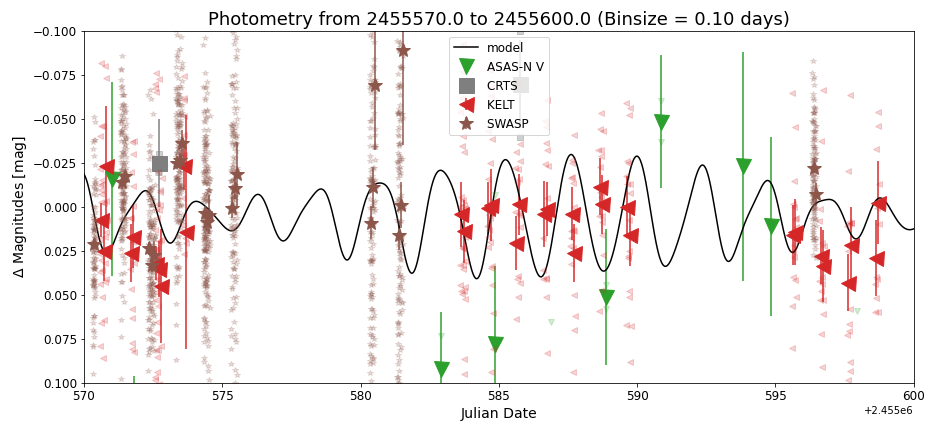 Photometry from 2455570.0 to 2455600.0 (Binsize = 0.10 days)
Δ Magnitudes [mag]
−0.100
−0.075
−0.050
−0.025
0.000
0.025
0.050
0.075
0.100
model
ASAS-N V
CRTS
KELT
SWASP
570
575
580
585
590
595
600
+2.455e6
Julian Date